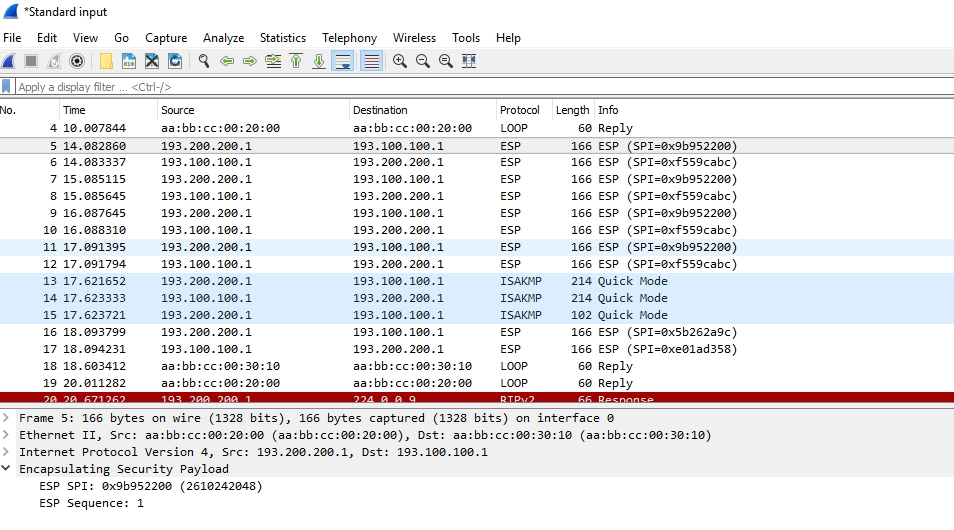 *Standard input
File Edit View Go Capture Analyze Statistics Telephony Wireless Tools Help
Apply a display filter ... <Ctrl-/>
No. Time Source Destination Protocol Length Info
4 10.007844 aa:bb:cc:00:20:00 aa:bb:cc:00:20:00 LOOP 60 Reply
5 14.082860 193.200.200.1 193.100.100.1 ESP 166 ESP (SPI=0x9b952200)
6 14.083337 193.100.100.1 193.200.200.1 ESP 166 ESP (SPI=0xf559cabc)
7 15.085115 193.200.200.1 193.100.100.1 ESP 166 ESP (SPI=0x9b952200)
8 15.085645 193.100.100.1 193.200.200.1 ESP 166 ESP (SPI=0xf559cabc)
9 16.087645 193.200.200.1 193.100.100.1 ESP 166 ESP (SPI=0x9b952200)
10 16.088310 193.100.100.1 193.200.200.1 ESP 166 ESP (SPI=0xf559cabc)
11 17.091395 193.200.200.1 193.100.100.1 ESP 166 ESP (SPI=0x9b952200)
12 17.091794 193.100.100.1 193.200.200.1 ESP 166 ESP (SPI=0xf559cabc)
13 17.621652 193.200.200.1 193.100.100.1 ISAKMP 214 Quick Mode
14 17.623333 193.100.100.1 193.200.200.1 ISAKMP 214 Quick Mode
15 17.623721 193.200.200.1 193.100.100.1 ISAKMP 102 Quick Mode
16 18.093799 193.200.200.1 193.100.100.1 ESP 166 ESP (SPI=0x5b262a9c)
17 18.094231 193.100.100.1 193.200.200.1 ESP 166 ESP (SPI=0xe01ad358)
18 18.603412 aa:bb:cc:00:30:10 aa:bb:cc:00:30:10 LOOP 60 Reply
19 20.011282 aa:bb:cc:00:20:00 aa:bb:cc:00:20:00 LOOP 60 Reply
20 20.671262 193.200.200.1 224.0.0.9 RIPv2 66 Response
Frame 5: 166 bytes on wire (1328 bits), 166 bytes captured (1328 bits) on interface 0
Ethernet II, Src: aa:bb:cc:00:20:00 (aa:bb:cc:00:20:00), Dst: aa:bb:cc:00:30:10 (aa:bb:cc:00:30:10)
Internet Protocol Version 4, Src: 193.200.200.1, Dst: 193.100.100.1
Encapsulating Security Payload
ESP SPI: 0x9b952200 (2610242048)
ESP Sequence: 1